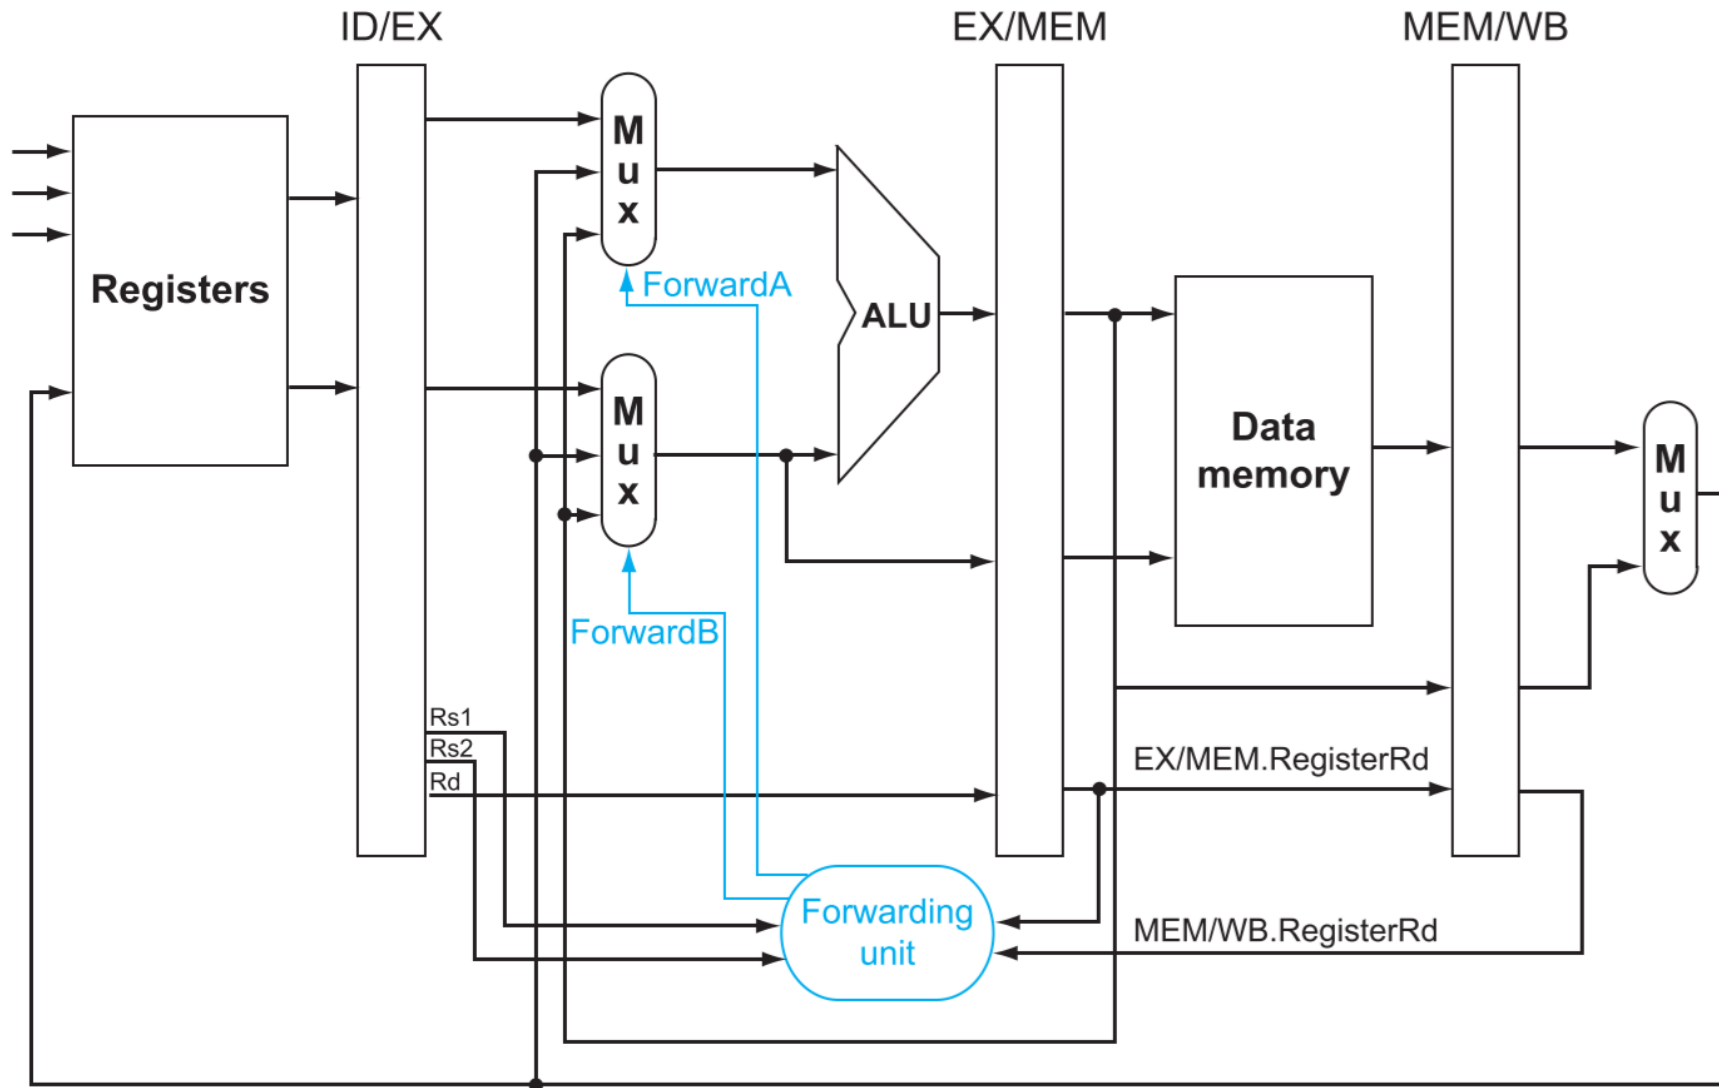 ID/EX
EX/MEM
MEM/WB
M
u
x
Registers
ForwardA
ALU
M
u
x
Data
memory
M
u
x
ForwardB
Rs1
Rs2
Rd
EX/MEM.RegisterRd
Forwarding
unit
MEM/WB.RegisterRd